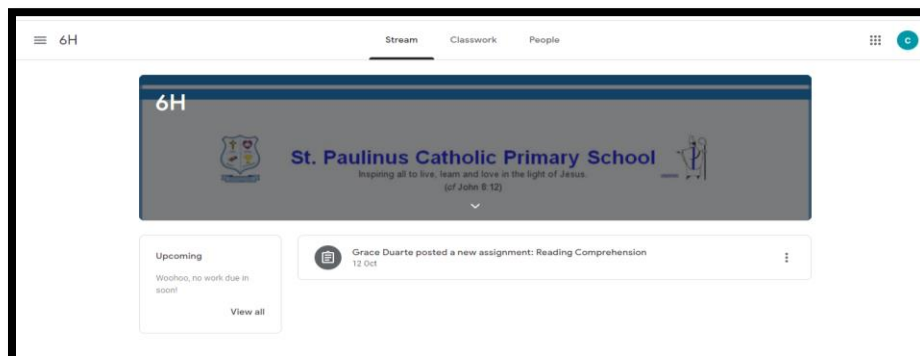 6H
Stream Classwork People
C
6H
St. Paulinus Catholic Primary School
Inspiring all to live, learn and love in the light of Jesus.
(cf John 8:12)
Upcoming
Woohoo, no work due in
soon!
View all
Grace Duarte posted a new assignment: Reading Comprehension
12 Oct